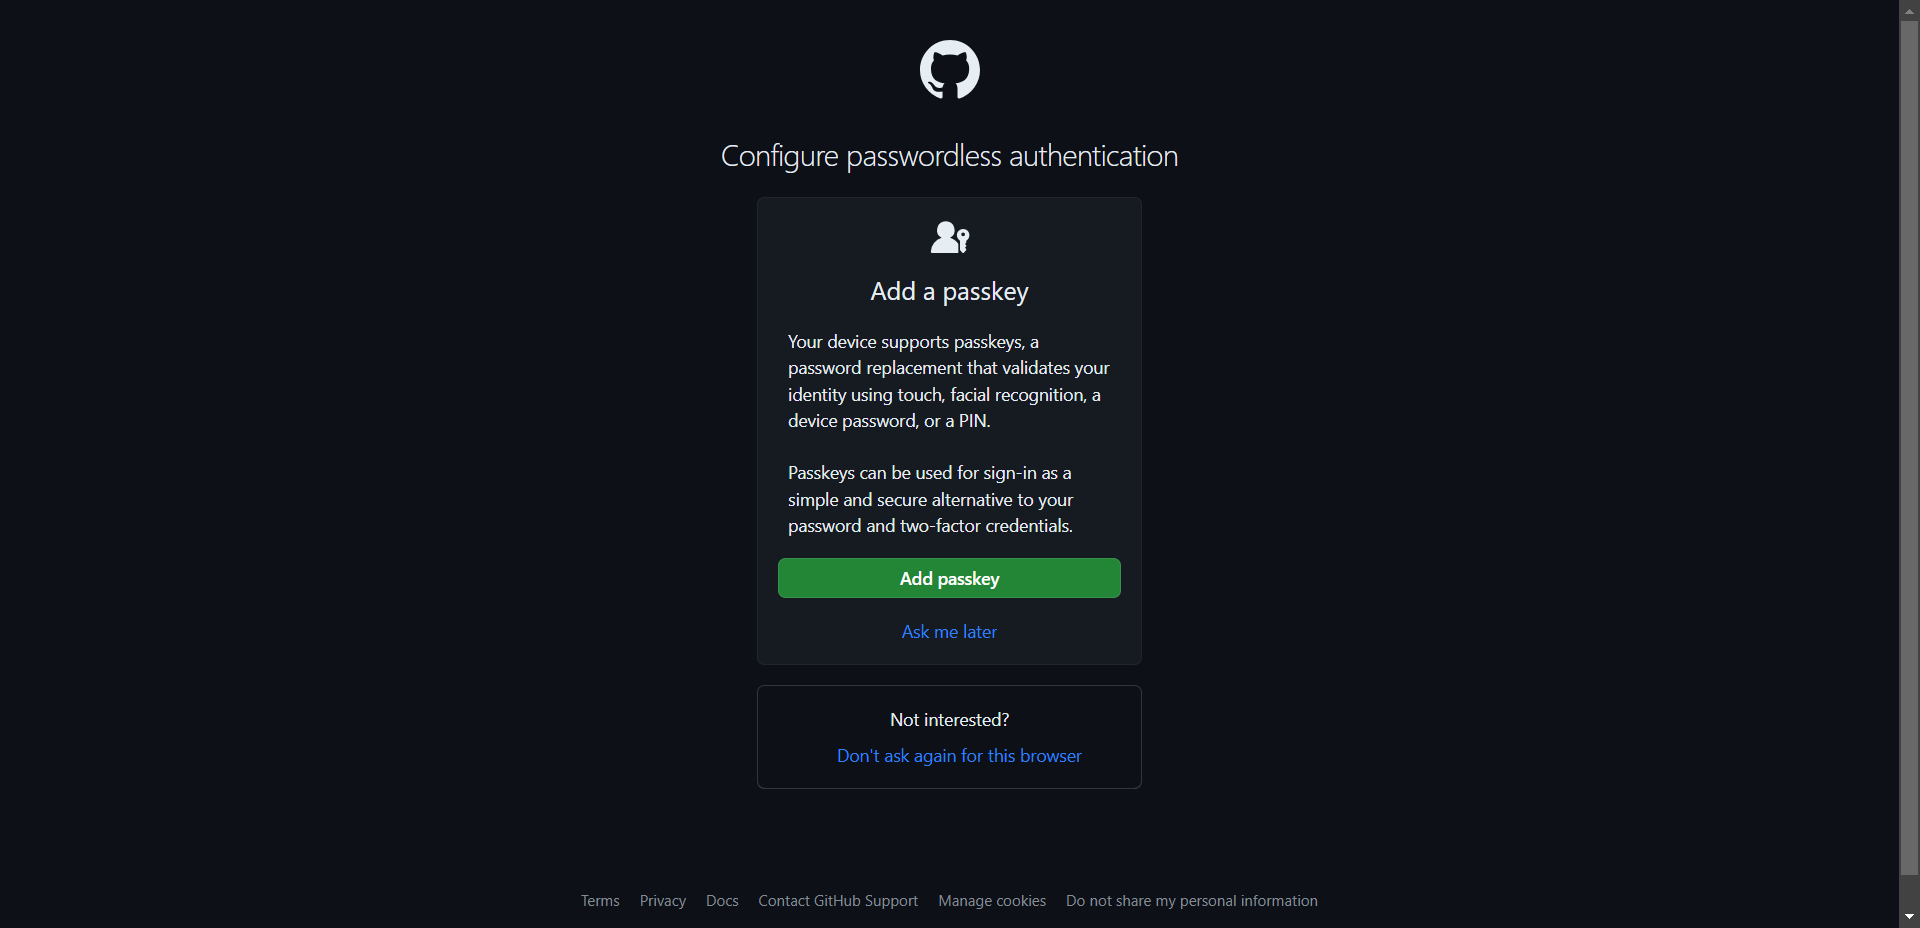 Configure passwordless authentication
Add a passkey
Your device supports passkeys, a
password replacement that validates your
identity using touch, facial recognition, a
device password, or a PIN.
Passkeys can be used for sign-in as a
simple and secure alternative to your
password and two-factor credentials.
Add passkey
Ask me later
Not interested?
Don't ask again for this browser
Terms Privacy Docs Contact GitHub Support Manage cookies Do not share my personal information